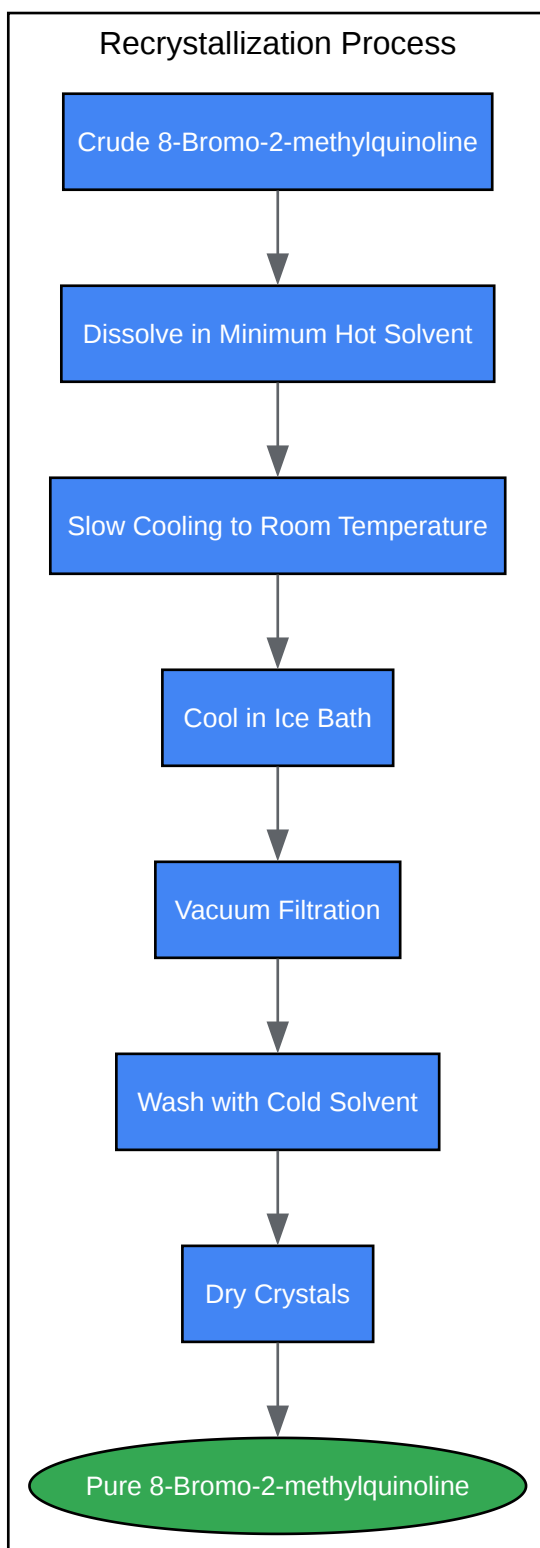 Recrystallization Process
Crude 8-Bromo-2-methylquinoline
Dissolve in Minimum Hot Solvent
Slow Cooling to Room Temperature
Cool in Ice Bath
Vacuum Filtration
Wash with Cold Solvent
Dry Crystals
Pure 8-Bromo-2-methylquinoline